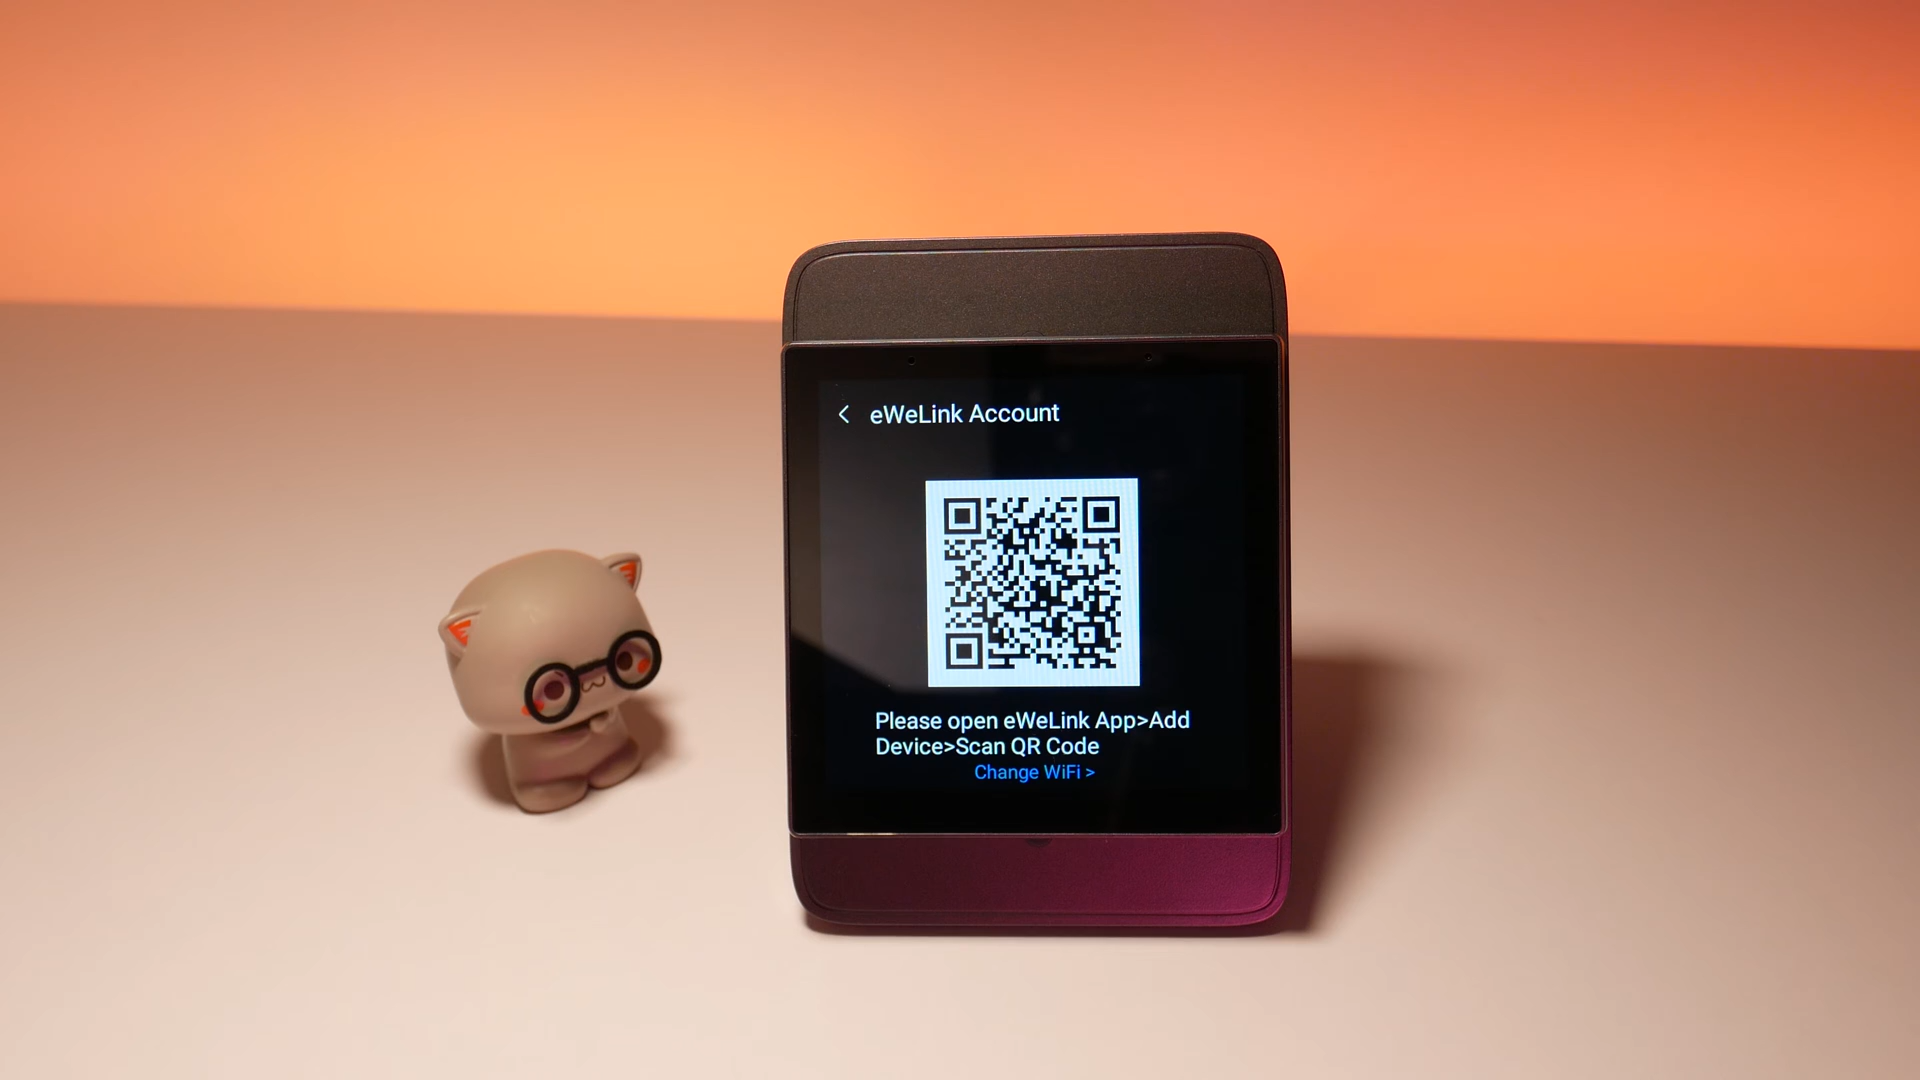 < eWeLink Account
Please open eWeLink App>Add
Device>Scan QR Code
Change WiFi >